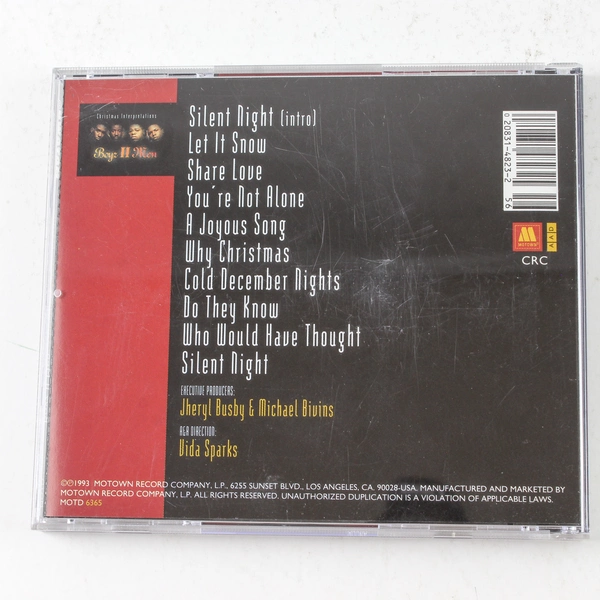 Christmas Interpretations
Boyz II Men
Silent Night (intro)
Let It Snow
Share Love
You're Not Alone
A Joyous Song
Why Christmas
Cold December Nights
Do They Know
Who Would Have Thought
Silent Night
EXECUTIVE PRODUCERS:
Jheryl Busby & Michael Bivins
A&R DIRECTION:
Vida Sparks
0 20831-4823-2 56
M
MOTOWN
AAD
CRC
©℗1993 MOTOWN RECORD COMPANY, L.P., 6255 SUNSET BLVD., LOS ANGELES, CA. 90028-USA. MANUFACTURED AND MARKETED BY
MOTOWN RECORD COMPANY, L.P. ALL RIGHTS RESERVED. UNAUTHORIZED DUPLICATION IS A VIOLATION OF APPLICABLE LAWS.
MOTD 6365